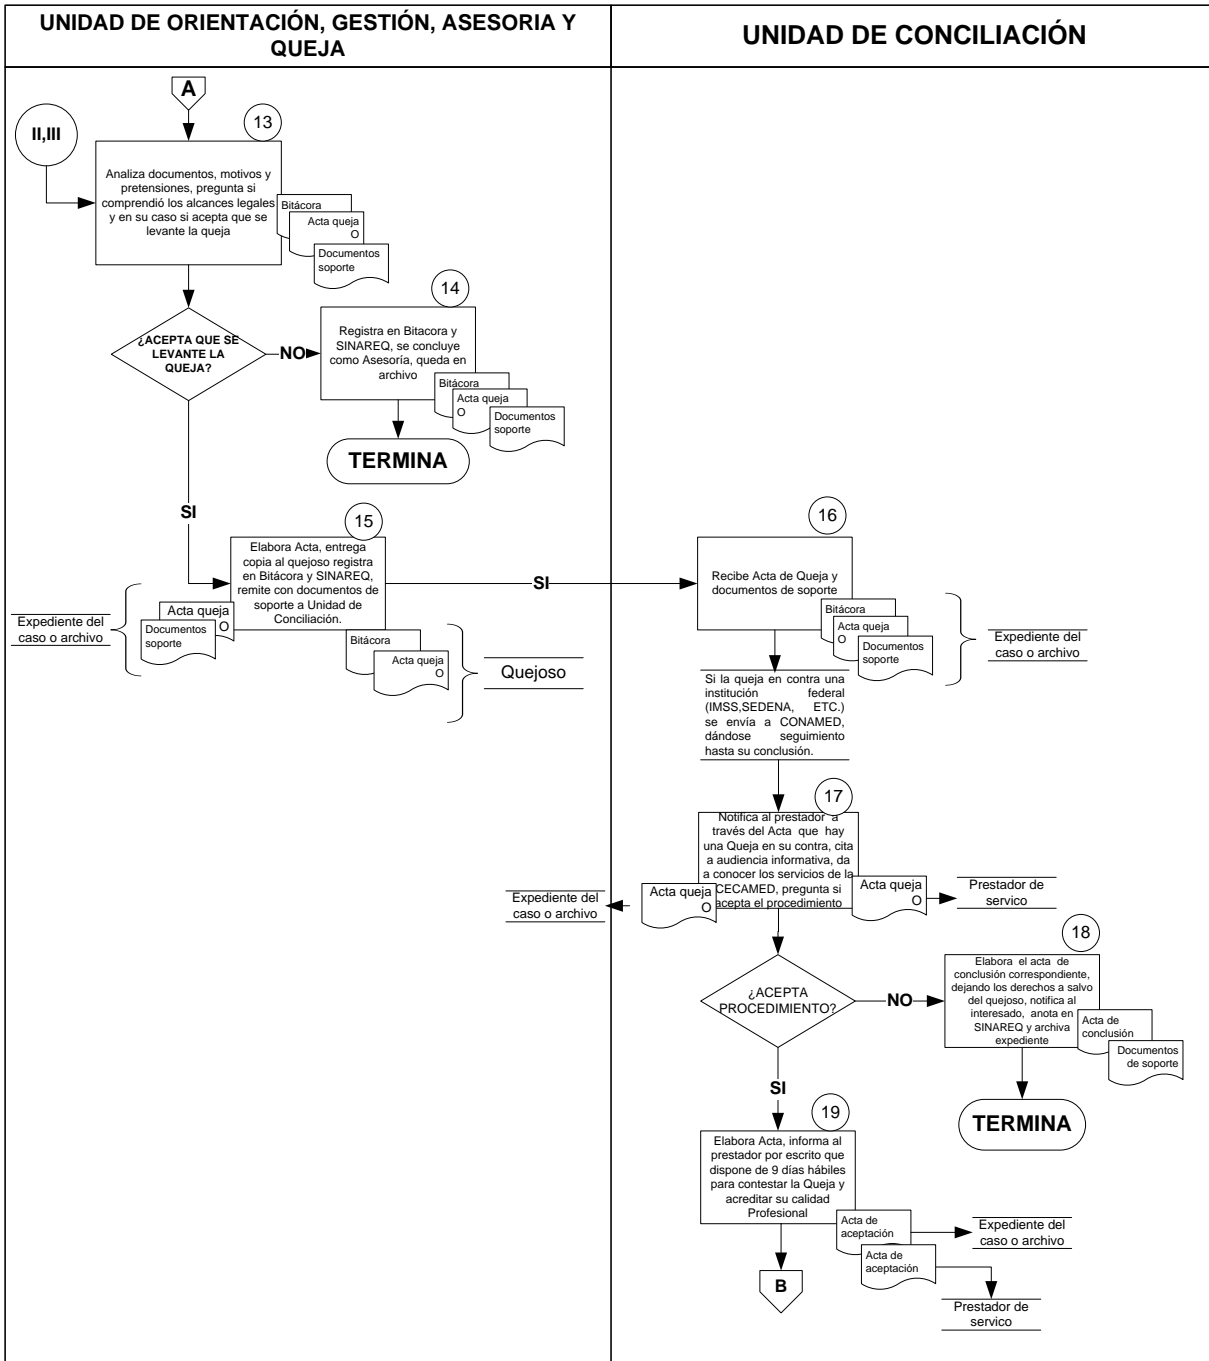 UNIDAD DE ORIENTACIÓN, GESTIÓN, ASESORIA Y
QUEJA
UNIDAD DE CONCILIACIÓN
A
II,III
13
Analiza documentos, motivos y
pretensiones, pregunta si
comprendió los alcances legales
y en su caso si acepta que se
levante la queja
Bitácora
Acta queja
O
Documentos
soporte
¿ACEPTA QUE SE
LEVANTE LA
QUEJA?
NO
14
Registra en Bitacora y
SINAREQ, se concluye
como Asesoría, queda en
archivo
Bitácora
Acta queja
O
Documentos
soporte
TERMINA
SI
15
Elabora Acta, entrega
copia al quejoso registra
en Bitácora y SINAREQ,
remite con documentos de
soporte a Unidad de
Conciliación.
Expediente del
caso o archivo
Acta queja
O
Documentos
soporte
Bitácora
Acta queja
O
Quejoso
SI
16
Recibe Acta de Queja y
documentos de soporte
Bitácora
Acta queja
O
Documentos
soporte
Expediente del
caso o archivo
Si la queja en contra una
institución federal
(IMSS,SEDENA, ETC.)
se envía a CONAMED,
dándose seguimiento
hasta su conclusión.
17
Notifica al prestador a
través del Acta que hay
una Queja en su contra, cita
a audiencia informativa, da
a conocer los servicios de la
CECAMED, pregunta si
acepta el procedimiento
Expediente del
caso o archivo
Acta queja
O
Acta queja
O
Prestador de
servico
¿ACEPTA
PROCEDIMIENTO?
NO
18
Elabora el acta de
conclusión correspondiente,
dejando los derechos a salvo
del quejoso, notifica al
interesado, anota en
SINAREQ y archiva
expediente
Acta de
conclusión
Documentos
de soporte
TERMINA
SI
19
Elabora Acta, informa al
prestador por escrito que
dispone de 9 días hábiles
para contestar la Queja y
acreditar su calidad
Profesional
Acta de
aceptación
Expediente del
caso o archivo
Acta de
aceptación
Prestador de
servico
B